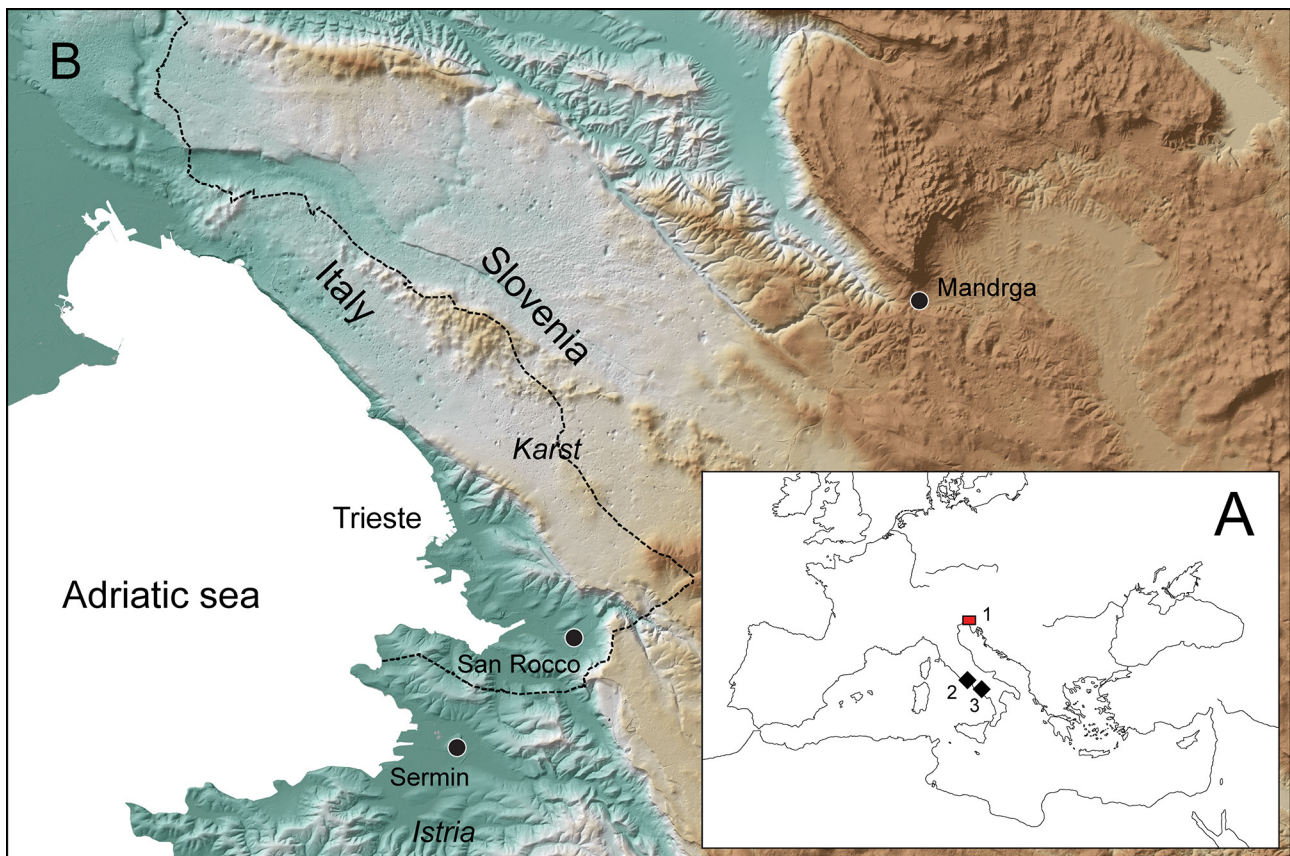 B
Mandrga
Slovenia
Italy
Karst
Trieste
Adriatic sea
San Rocco
Sermin
Istria
A
1
2
3